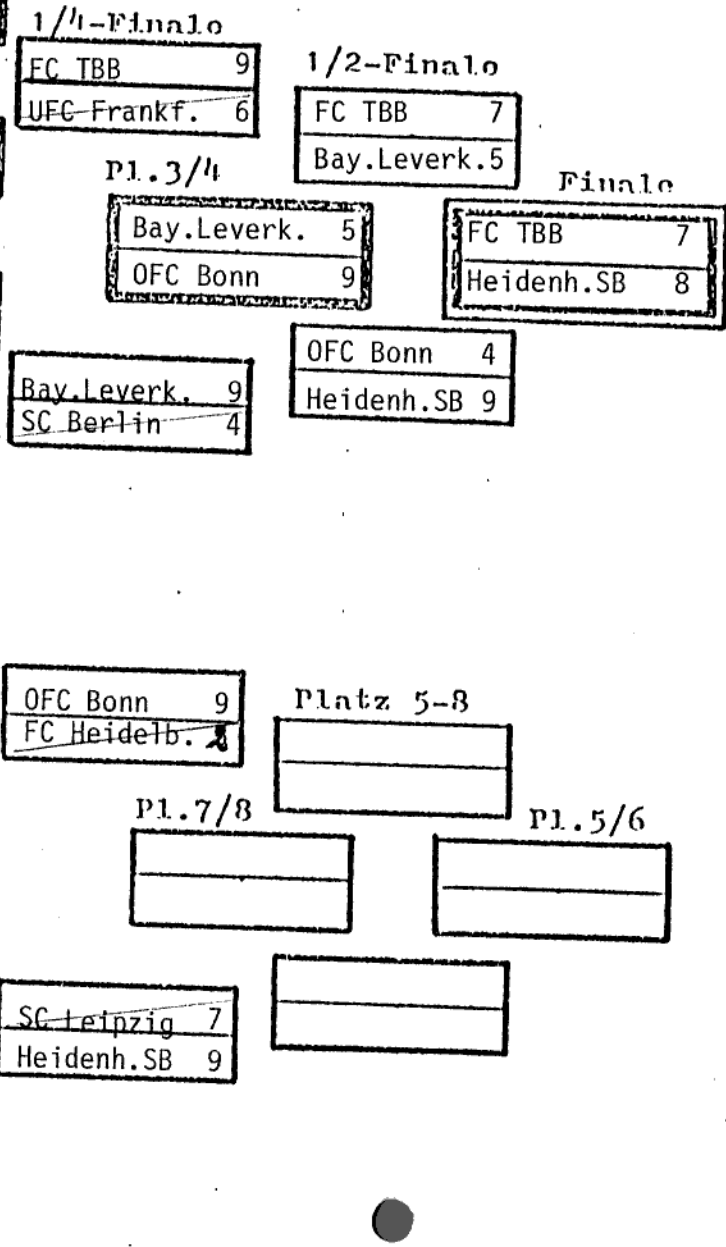 1/4-Finale
FC TBB 9
UFC Frankf. 6
1/2-Finale
FC TBB 7
Bay.Leverk. 5
Pl.3/4
Bay.Leverk. 5
OFC Bonn 9
Finale
FC TBB 7
Heidenh.SB 8
OFC Bonn 4
Heidenh.SB 9
Bay.Leverk. 9
SC Berlin 4
OFC Bonn 9
FC Heidelb.
Platz 5-8
Pl.7/8
Pl.5/6
SC Leipzig 7
Heidenh.SB 9